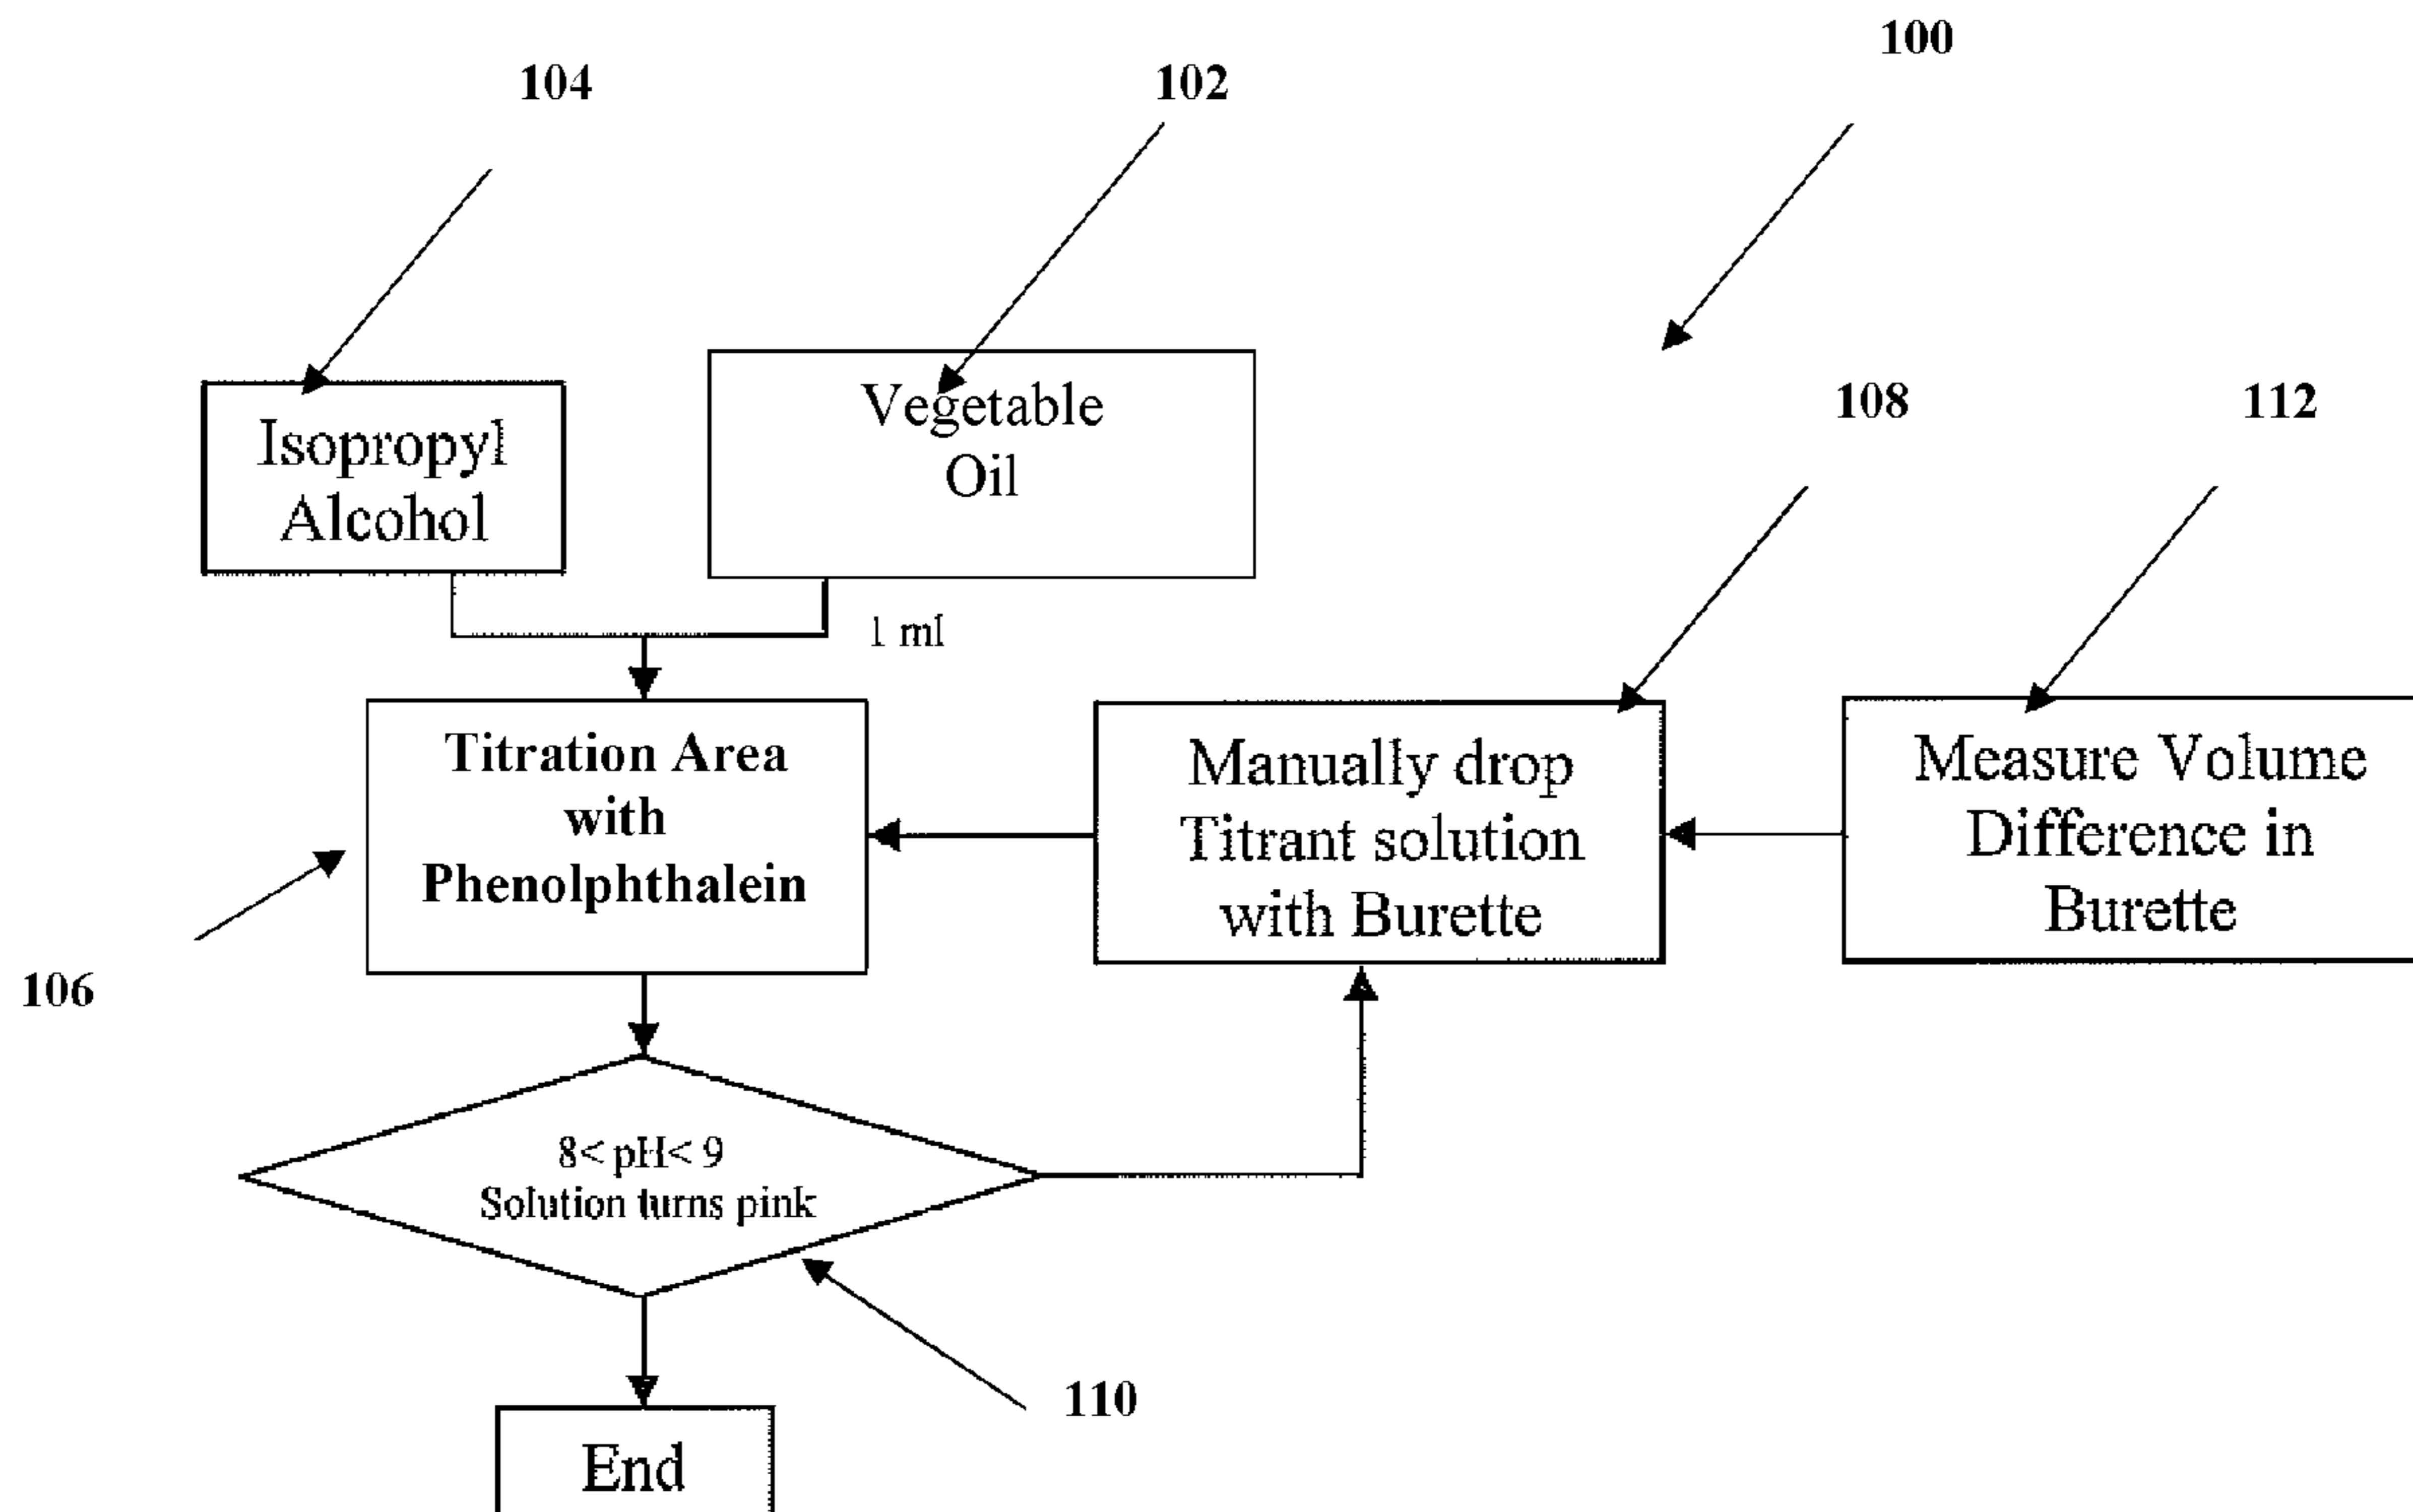 100
104
102
Isopropyl
Alcohol
Vegetable
Oil
108
112
1 ml
Titration Area
with
Phenolphthalein
Manually drop
Titrant solution
with Burette
Measure Volume
Difference in
Burette
106
8< pH< 9
Solution turns pink
110
End